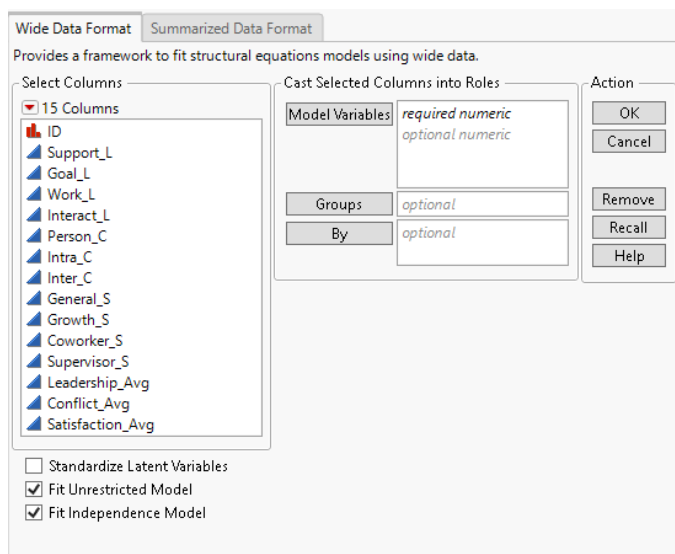 Wide Data Format
Summarized Data Format
Provides a framework to fit structural equations models using wide data.
Select Columns
15 Columns
ID
Support_L
Goal_L
Work_L
Interact_L
Person_C
Intra_C
Inter_C
General_S
Growth_S
Coworker_S
Supervisor_S
Leadership_Avg
Conflict_Avg
Satisfaction_Avg
Standardize Latent Variables
Fit Unrestricted Model
Fit Independence Model
Cast Selected Columns into Roles
Model Variables
required numeric
optional numeric
Groups
optional
By
optional
Action
OK
Cancel
Remove
Recall
Help